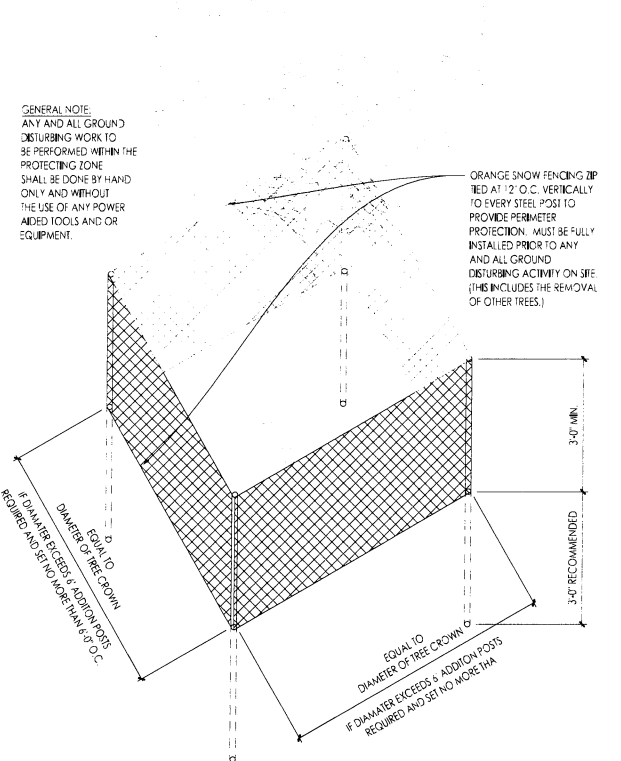 GENERAL NOTE:
ANY AND ALL GROUND
DISTURBING WORK TO
BE PERFORMED WITHIN THE
PROTECTING ZONE
SHALL BE DONE BY HAND
ONLY AND WITHOUT
THE USE OF ANY POWER
AIDED TOOLS AND OR
EQUIPMENT.
ORANGE SNOW FENCING ZIP
TIED AT 12" O.C. VERTICALLY
TO EVERY STEEL POST TO
PROVIDE PERIMETER
PROTECTION. MUST BE FULLY
INSTALLED PRIOR TO ANY
AND ALL GROUND
DISTURBING ACTIVITY ON SITE.
(THIS INCLUDES THE REMOVAL
OF OTHER TREES.)
3'-0" MIN.
3'-0" RECOMMENDED
EQUAL TO
DIAMETER OF TREE CROWN
IF DIAMATER EXCEEDS 6' ADDITON POSTS
REQUIRED AND SET NO MORE THAN 6'-0" O.C.
EQUAL TO
DIAMETER OF TREE CROWN
IF DIAMATER EXCEEDS 6' ADDITON POSTS
REQUIRED AND SET NO MORE THA